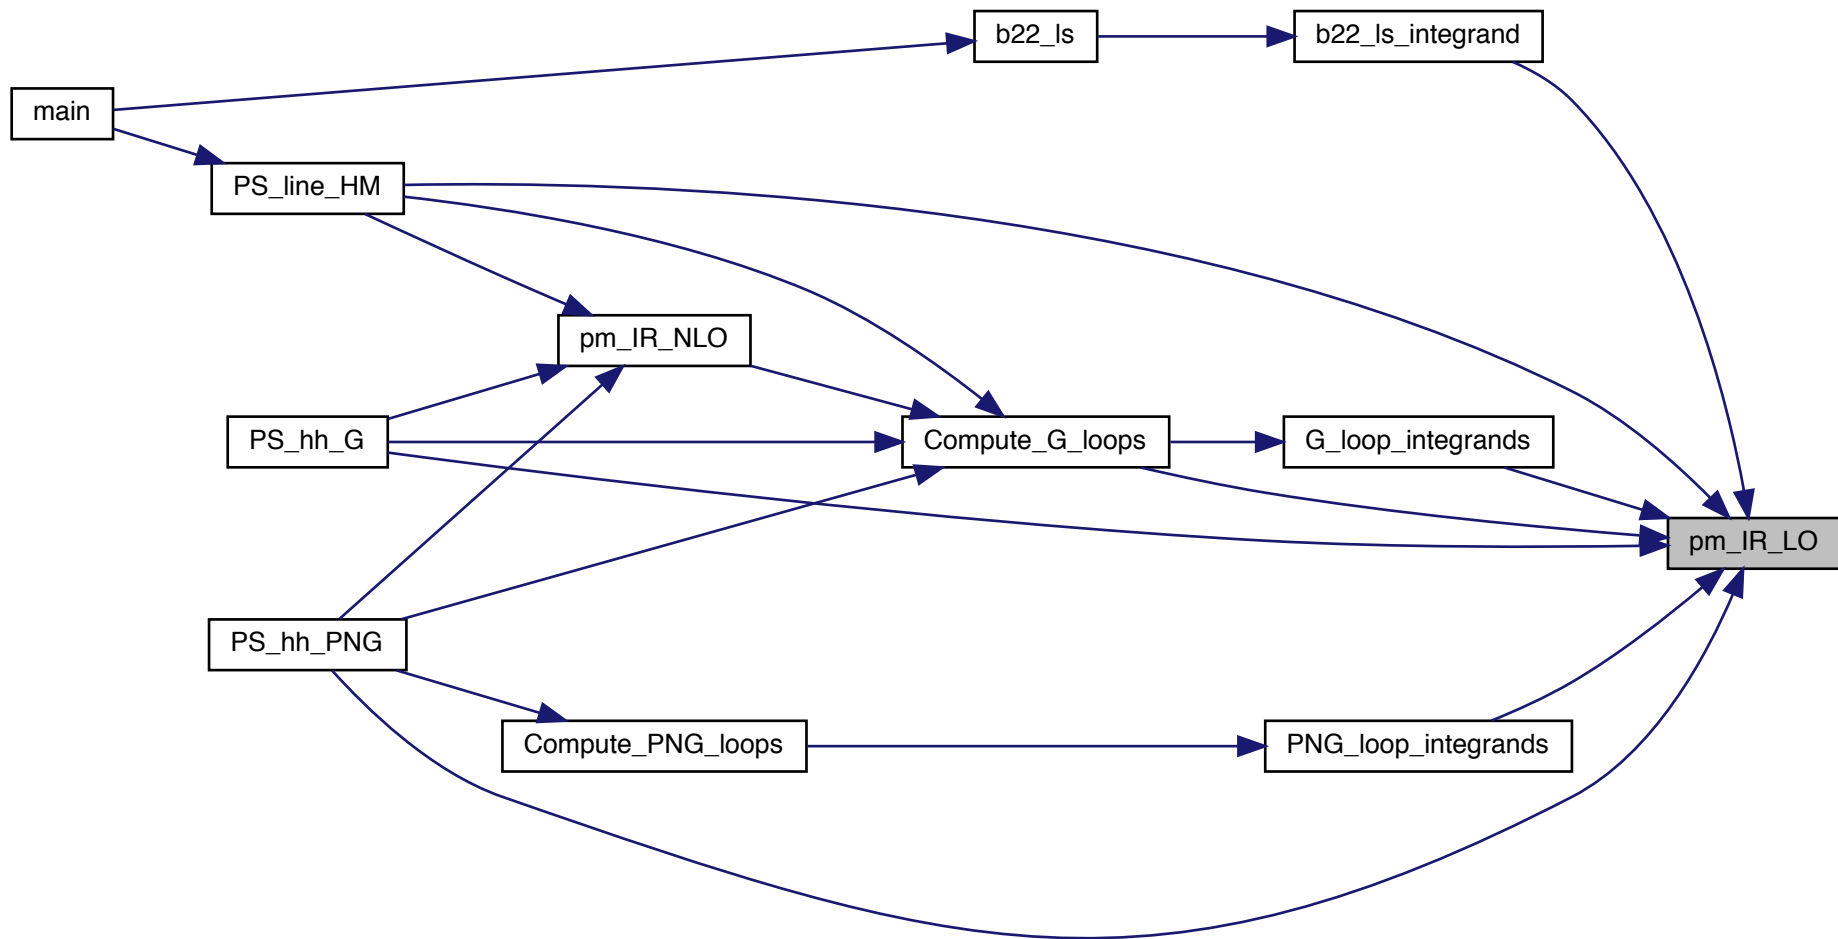 b22_ls
b22_ls_integrand
main
PS_line_HM
pm_IR_NLO
PS_hh_G
Compute_G_loops
G_loop_integrands
pm_IR_LO
PS_hh_PNG
Compute_PNG_loops
PNG_loop_integrands